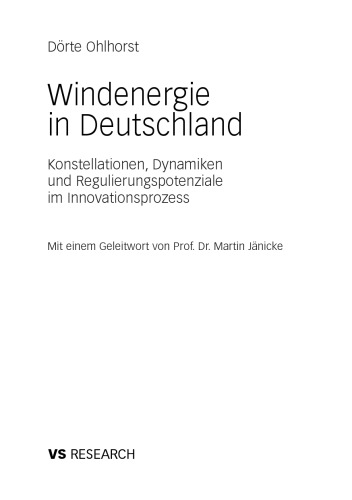 Dörte Ohlhorst
Windenergie
in Deutschland
Konstellationen, Dynamiken
und Regulierungspotenziale
im Innovationsprozess
Mit einem Geleitwort von Prof. Dr. Martin Jänicke
VS RESEARCH